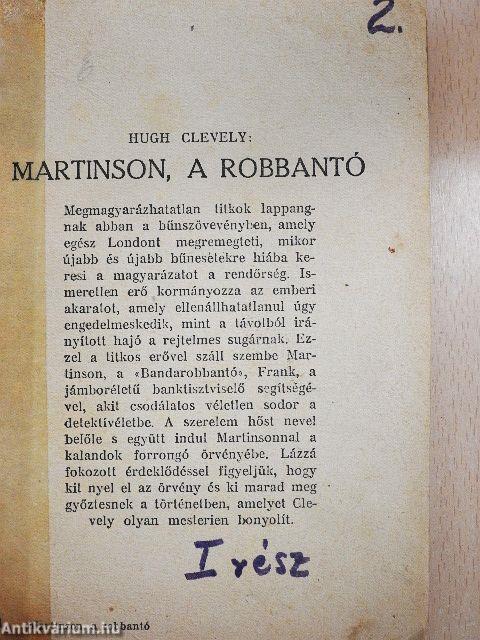 2.
HUGH CLEVELY:
MARTINSON, A ROBBANTÓ
Megmagyarázhatatlan titkok lappang-
nak abban a bűnszövevényben, amely
egész Londont megremegteti, mikor
újabb és újabb bűnesetekre hiába ke-
resi a magyarázatot a rendőrség. Is-
meretlen erő kormányozza az emberi
akaratot, amely ellenállhatatlanul úgy
engedelmeskedik, mint a távolból irá-
nyított hajó a rejtelmes sugárnak. Ez-
zel a titkos erővel száll szembe Mar-
tinson, a «Bandarobbantó», Frank, a
jámboréletű banktisztviselő segítségé-
vel, akit csodálatos véletlen sodor a
detektívéletbe. A szerelem hőst nevel
belőle s együtt indul Martinsonnal a
kalandok forrongó örvényébe. Lázzá
fokozott érdeklődéssel figyeljük, hogy
kit nyel el az örvény és ki marad meg
győztesnek a történetben, amelyet Cle-
vely olyan mesterien bonyolít.
I rész
a robbantó
Antikvárium.hu